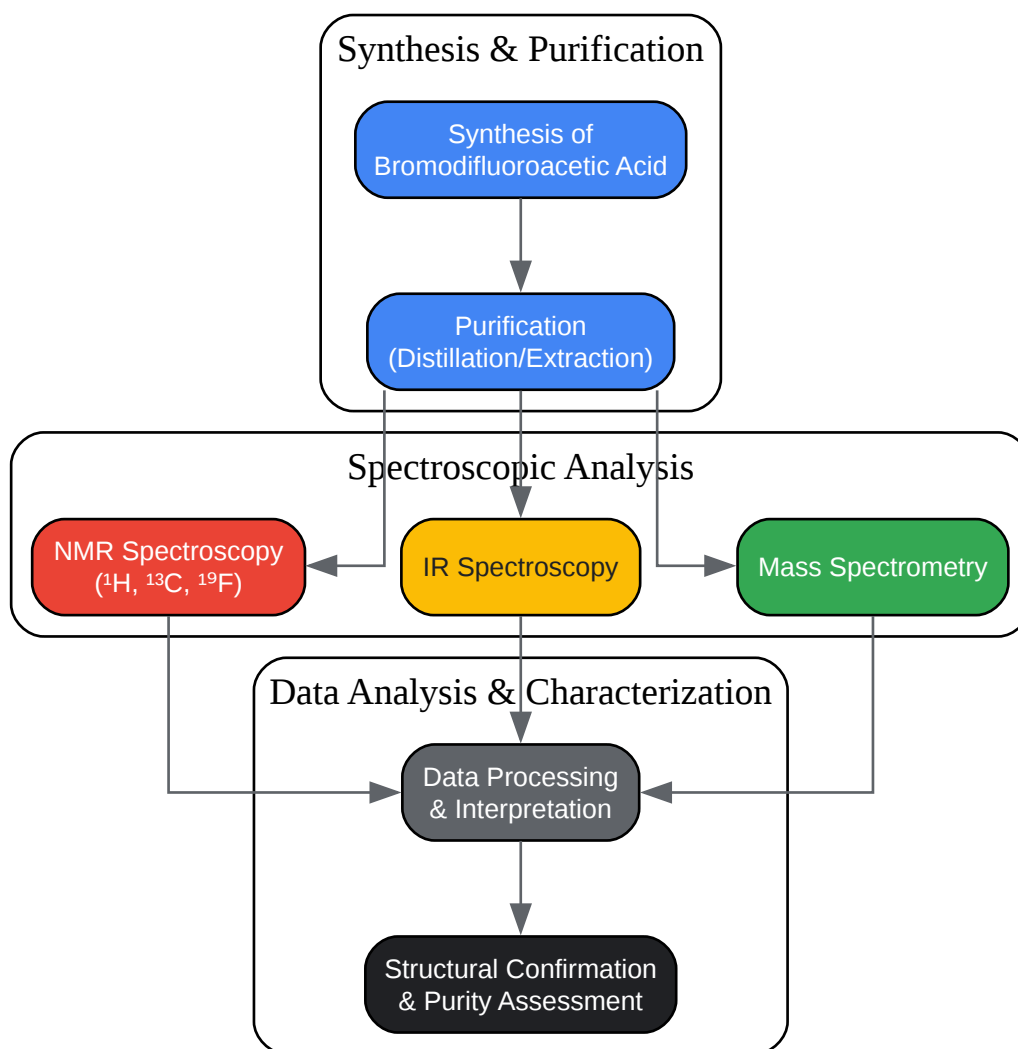 Synthesis & Purification
Synthesis of
Bromodifluoroacetic Acid
Purification
(Distillation/Extraction)
Spectroscopic Analysis
NMR Spectroscopy
(¹H, ¹³C, ¹⁹F)
IR Spectroscopy
Mass Spectrometry
Data Analysis & Characterization
Data Processing
& Interpretation
Structural Confirmation
& Purity Assessment